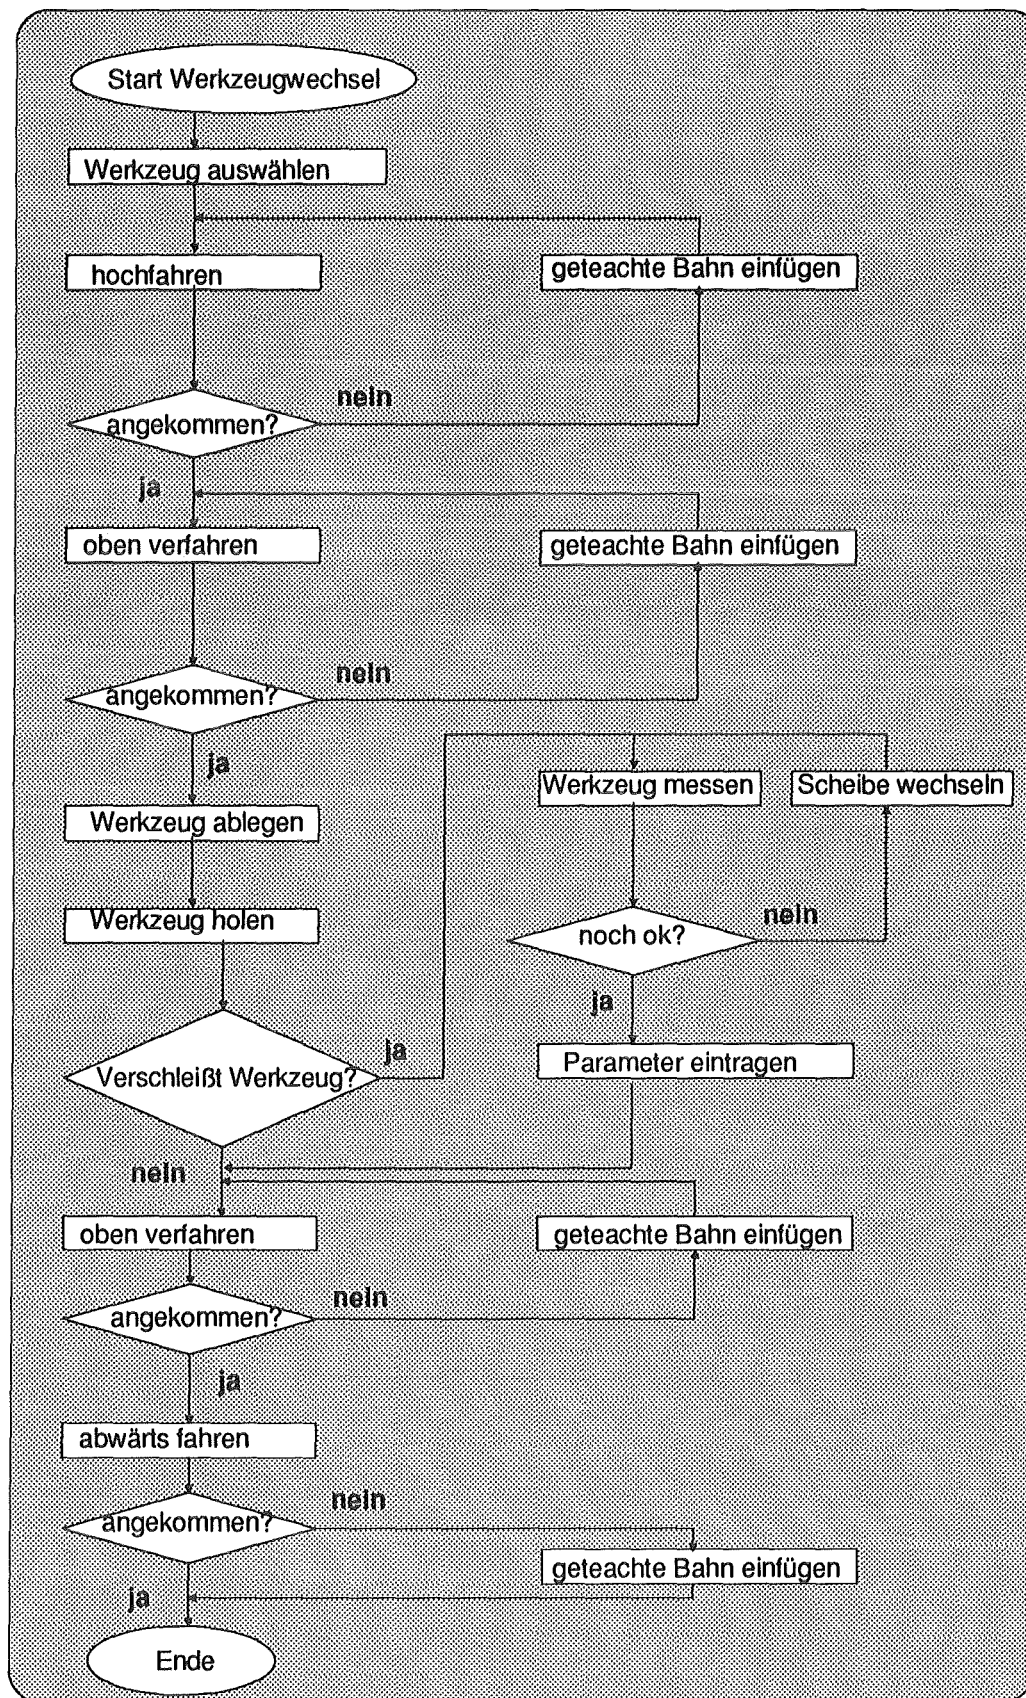 Start Werkzeugwechsel
Werkzeug auswählen
hochfahren
geteachte Bahn einfügen
nein
angekommen?
ja
oben verfahren
geteachte Bahn einfügen
nein
angekommen?
ja
Werkzeug messen
Scheibe wechseln
Werkzeug ablegen
Werkzeug holen
nein
noch ok?
ja
ja
Verschleißt Werkzeug?
Parameter eintragen
nein
oben verfahren
geteachte Bahn einfügen
nein
angekommen?
ja
abwärts fahren
nein
angekommen?
geteachte Bahn einfügen
ja
Ende